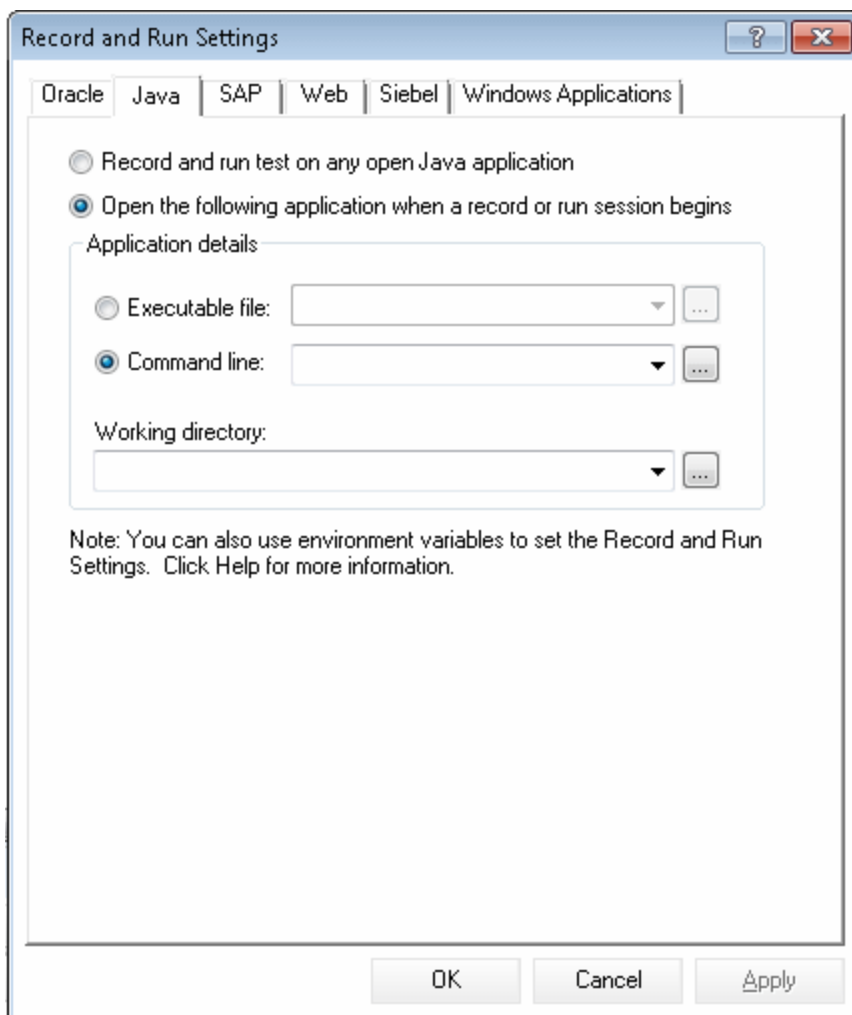 Record and Run Settings
?
Oracle Java SAP Web Siebel Windows Applications
Record and run test on any open Java application
Open the following application when a record or run session begins
Application details
Executable file: ...
Command line: ...
Working directory:
...
Note: You can also use environment variables to set the Record and Run
Settings. Click Help for more information.
OK Cancel Apply